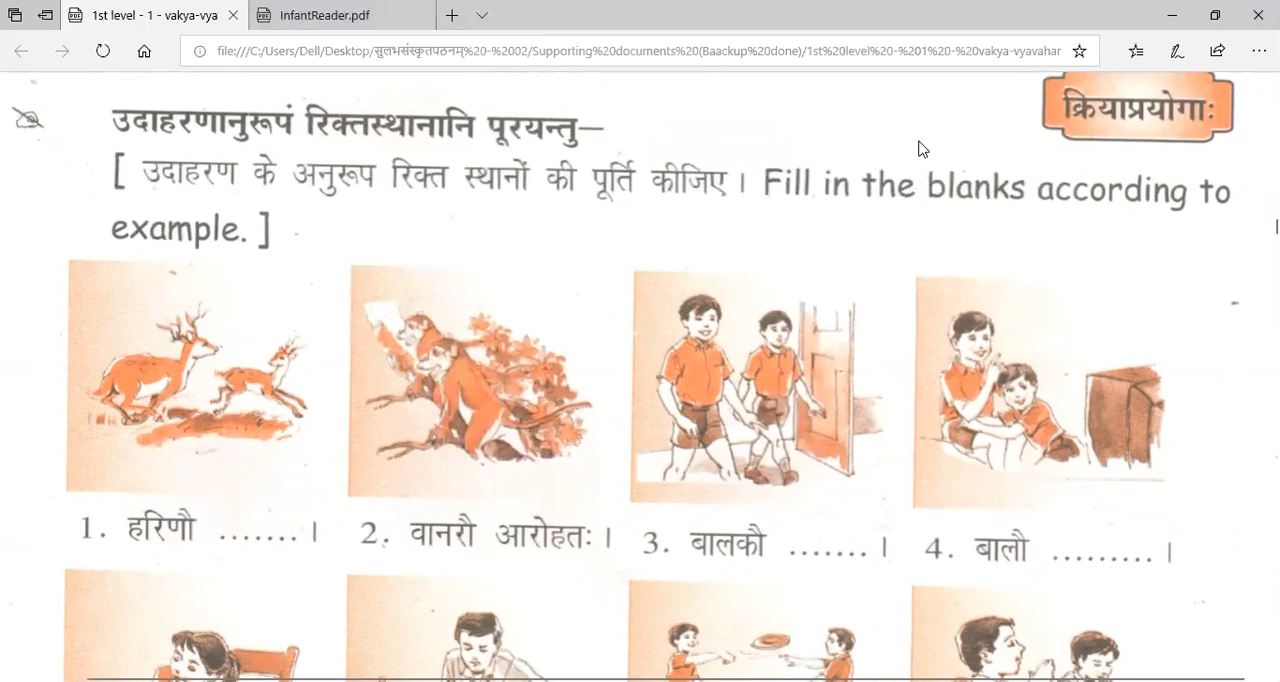 1st level - 1 - vakya-vya
InfantReader.pdf
file:///C:/Users/Dell/Desktop/सुलभसंस्कृतपठनम्%20-%2002/Supporting%20documents%20(Baackup%20done)/1st%20level%20-%201%20-%20vakya-vyavahar
क्रियाप्रयोगाः
उदाहरणानुरूपं रिक्तस्थानानि पूरयन्तु—
[ उदाहरण के अनुरूप रिक्त स्थानों की पूर्ति कीजिए । Fill in the blanks according to
example. ]
1. हरिणौ ....... । 2. वानरौ आरोहतः । 3. बालकौ ....... । 4. बालौ ......... ।